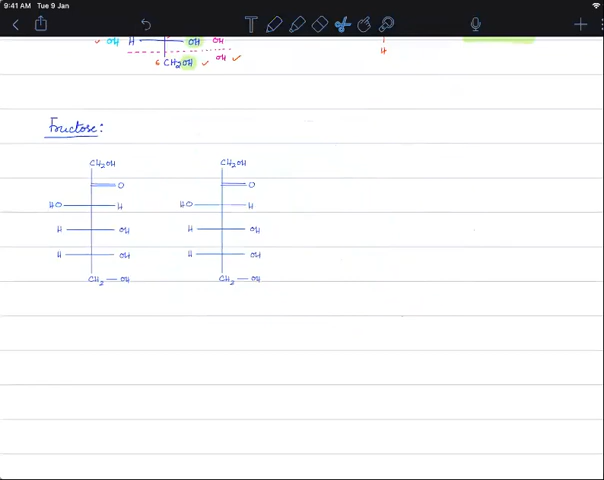 9:41 AM Tue 9 Jan
✓ OH H OH OH
6 CH₂OH ✓ OH ✓
H
Fructose:
CH₂OH CH₂OH
O O
HO H HO H
H OH H OH
H OH H OH
CH₂—OH CH₂—OH